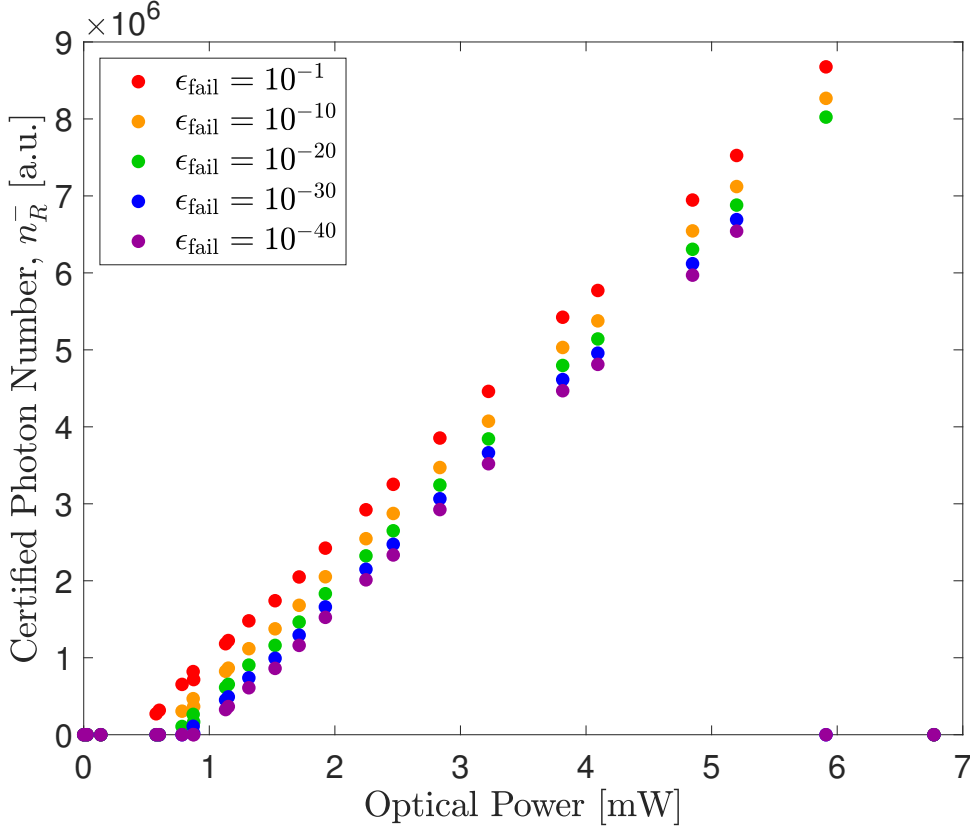 ×10⁶
9
8
7
6
5
4
3
2
1
0
Certified Photon Number, n_R^- [a.u.]
ϵ_fail = 10⁻¹
ϵ_fail = 10⁻¹⁰
ϵ_fail = 10⁻²⁰
ϵ_fail = 10⁻³⁰
ϵ_fail = 10⁻⁴⁰
0 1 2 3 4 5 6 7
Optical Power [mW]